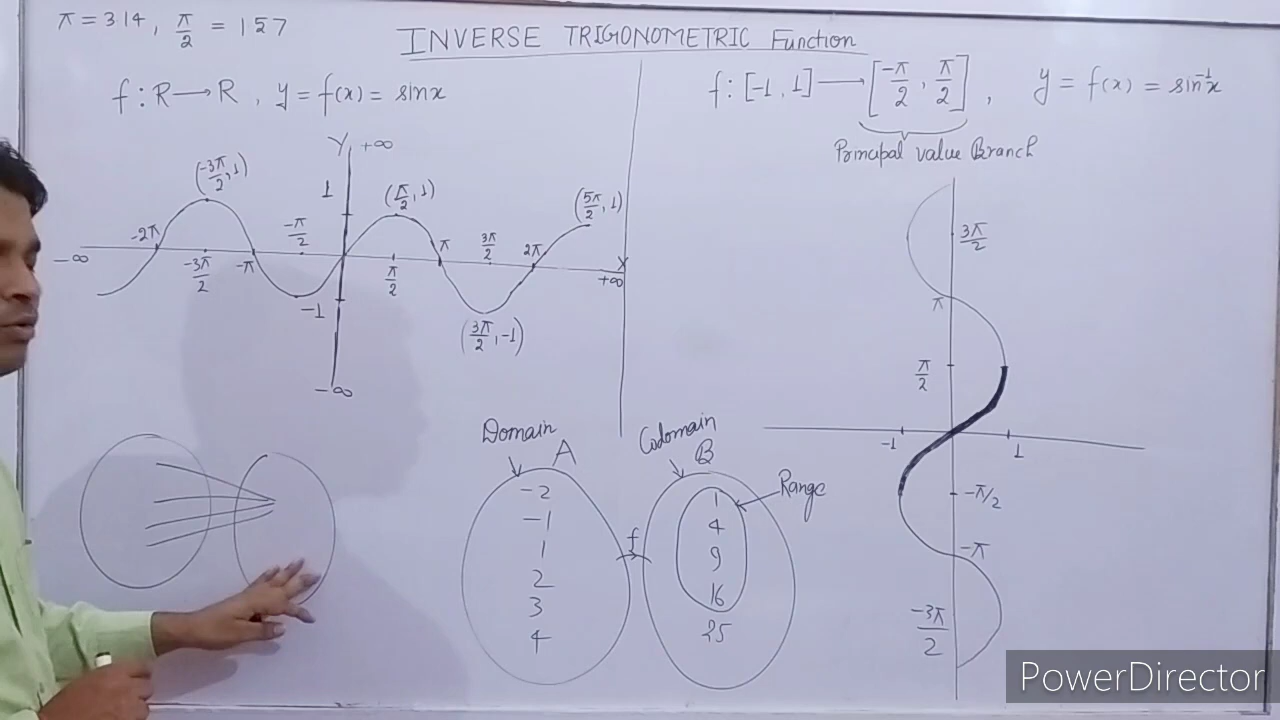 π = 3 14 , π/2 = 1 5 7
INVERSE TRIGONOMETRIC Function
f : R → R , y = f(x) = sinx
f : [-1 , 1] → [-π/2 , π/2] , y = f(x) = sin⁻¹x
Principal value Branch
Y +∞
(-3π/2, 1)
1
(π/2, 1)
(5π/2, 1)
-2π
-π/2
π
3π/2
2π
X
-∞
-3π/2
-π
π/2
+∞
-1
(3π/2, -1)
-∞
3π/2
π
π/2
-1
1
-π/2
-π
-3π/2
Domain
A
Codomain
B
Range
f
-2
-1
1
2
3
4
1
4
9
16
25
PowerDirector